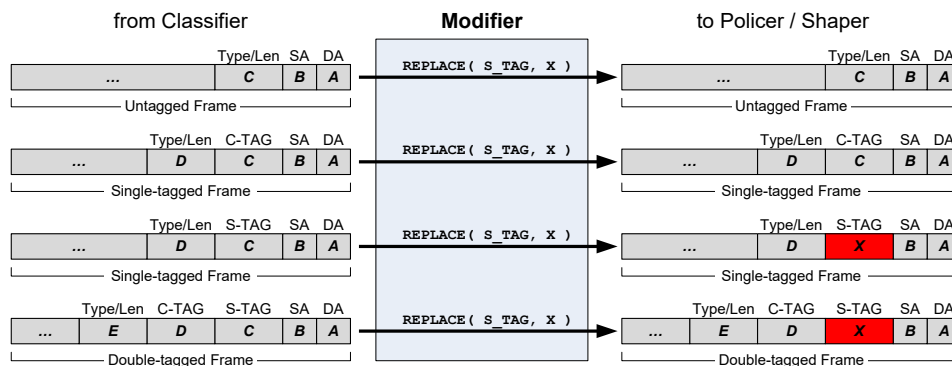 from Classifier Modifier to Policer / Shaper
Type/Len SA DA REPLACE( S_TAG, X ) Type/Len SA DA
... C B A ... C B A
Untagged Frame Untagged Frame
Type/Len C-TAG SA DA REPLACE( S_TAG, X ) Type/Len C-TAG SA DA
... D C B A ... D C B A
Single-tagged Frame Single-tagged Frame
Type/Len S-TAG SA DA REPLACE( S_TAG, X ) Type/Len S-TAG SA DA
... D C B A ... D X B A
Single-tagged Frame Single-tagged Frame
Type/Len C-TAG S-TAG SA DA REPLACE( S_TAG, X ) Type/Len C-TAG S-TAG SA DA
... E D C B A ... E D X B A
Double-tagged Frame Double-tagged Frame